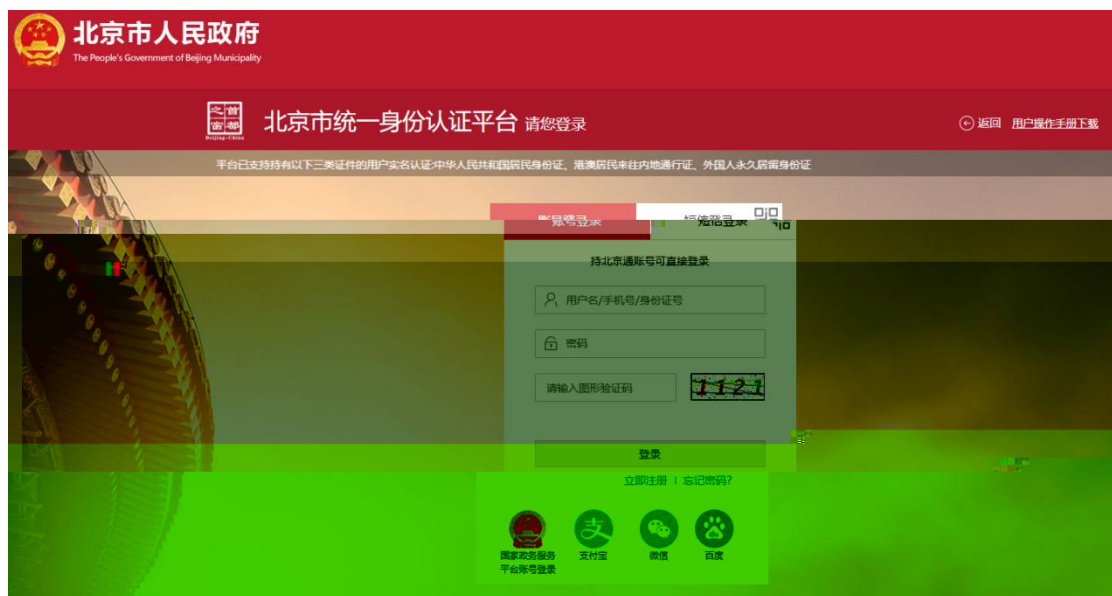 北京市人民政府
The People's Government of Beijing Municipality
首都之窗
Beijing-China
北京市统一身份认证平台 请您登录
返回 用户操作手册下载
平台已支持持有以下三类证件的用户实名认证:中华人民共和国居民身份证、港澳居民来往内地通行证、外国人永久居留身份证
账号登录 短信登录
持北京通账号可直接登录
用户名/手机号/身份证号
密码
请输入图形验证码 1121
登录
立即注册 | 忘记密码?
国家政务服务 支付宝 微信 百度
平台账号登录